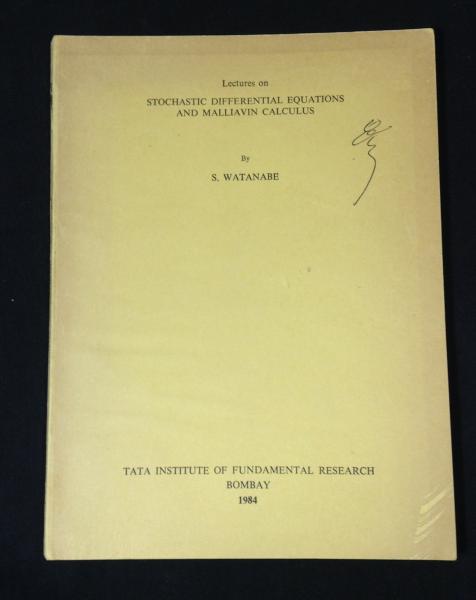 Lectures on
STOCHASTIC DIFFERENTIAL EQUATIONS
AND MALLIAVIN CALCULUS
By
S. WATANABE
TATA INSTITUTE OF FUNDAMENTAL RESEARCH
BOMBAY
1984